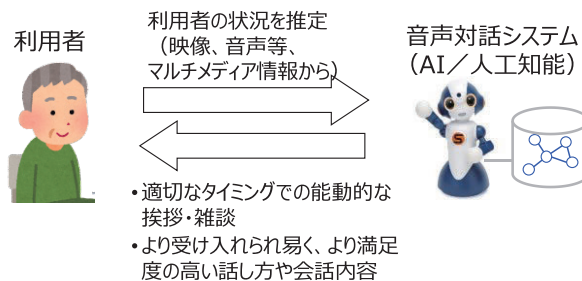 利用者
利用者の状況を推定
（映像、音声等、
マルチメディア情報から）
音声対話システム
（AI／人工知能）
S
•適切なタイミングでの能動的な
挨拶・雑談
•より受け入れられ易く、より満足
度の高い話し方や会話内容